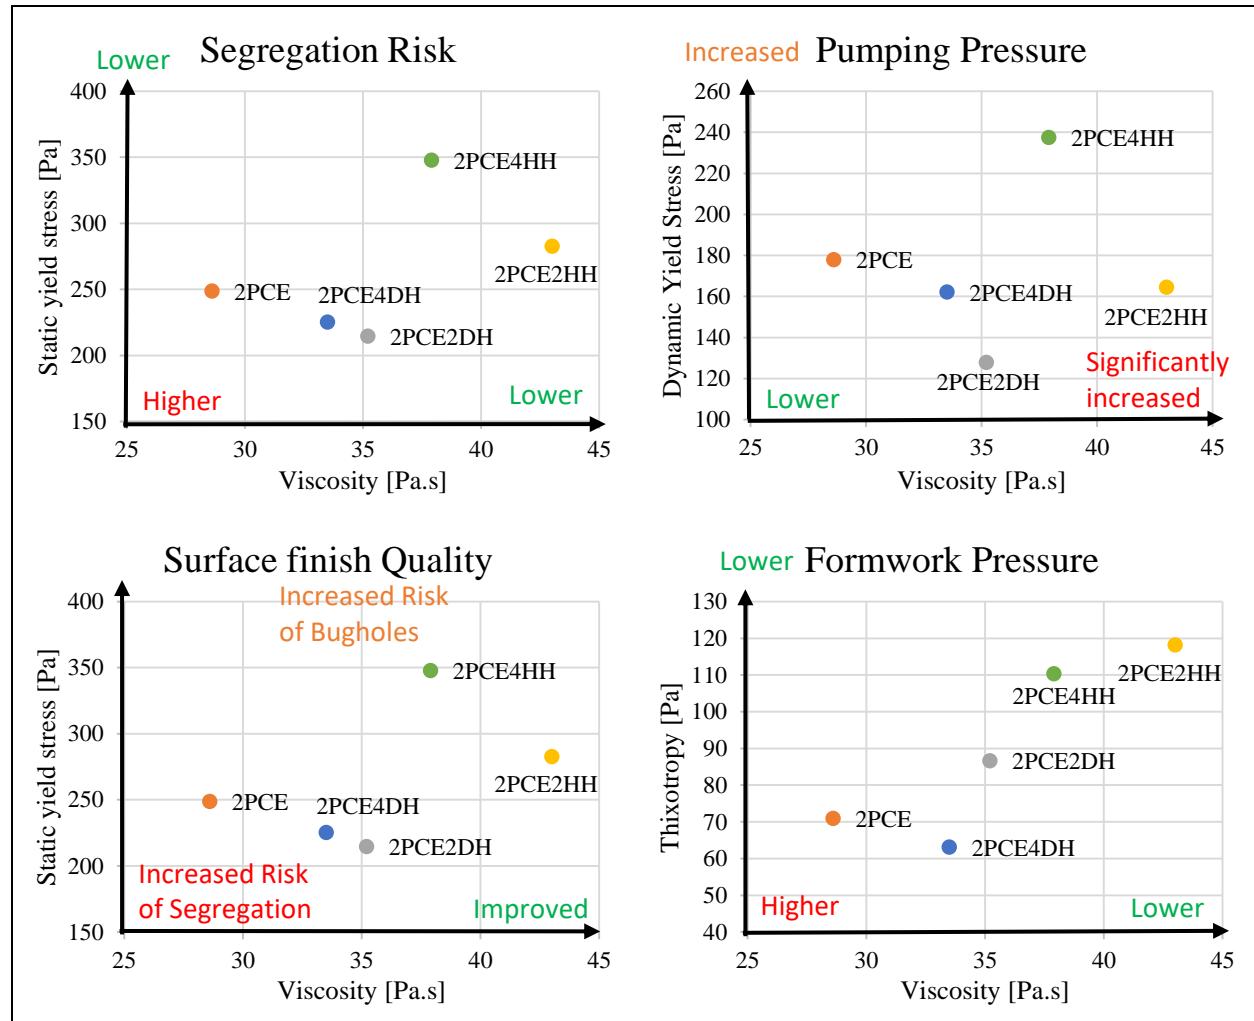 Segregation Risk
Lower
400
350
300
250
200
150
Static yield stress [Pa]
2PCE4HH
2PCE2HH
2PCE
2PCE4DH
2PCE2DH
Higher
Lower
25
30
35
40
45
Viscosity [Pa.s]
Increased
Pumping Pressure
260
240
220
200
180
160
140
120
100
Dynamic Yield Stress [Pa]
2PCE4HH
2PCE
2PCE4DH
2PCE2HH
2PCE2DH
Lower
Significantly
increased
25
30
35
40
45
Viscosity [Pa.s]
Surface finish Quality
Increased Risk
of Bugholes
400
350
300
250
200
150
Static yield stress [Pa]
2PCE4HH
2PCE2HH
2PCE
2PCE4DH
2PCE2DH
Increased Risk
of Segregation
Improved
25
30
35
40
45
Viscosity [Pa.s]
Lower
Formwork Pressure
130
120
110
100
90
80
70
60
50
40
Thixotropy [Pa]
2PCE2HH
2PCE4HH
2PCE2DH
2PCE
2PCE4DH
Higher
Lower
25
30
35
40
45
Viscosity [Pa.s]